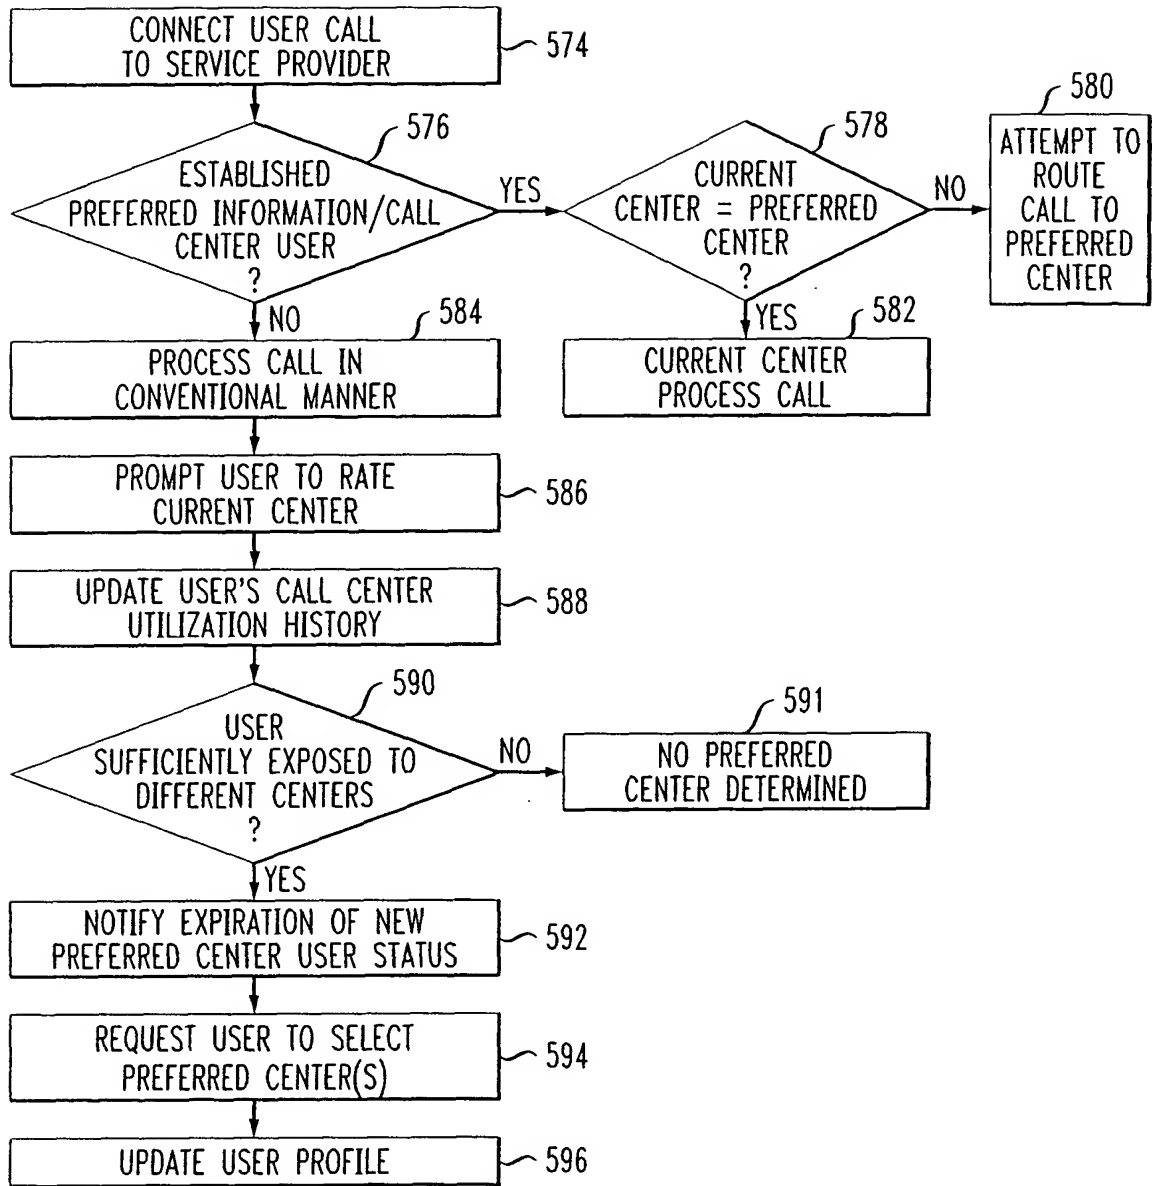 CONNECT USER CALL
TO SERVICE PROVIDER
574
576
ESTABLISHED
PREFERRED INFORMATION/CALL
CENTER USER
?
YES
578
CURRENT
CENTER = PREFERRED
CENTER
?
NO
580
ATTEMPT TO
ROUTE
CALL TO
PREFERRED
CENTER
YES
582
CURRENT CENTER
PROCESS CALL
NO
584
PROCESS CALL IN
CONVENTIONAL MANNER
PROMPT USER TO RATE
CURRENT CENTER
586
UPDATE USER'S CALL CENTER
UTILIZATION HISTORY
588
590
USER
SUFFICIENTLY EXPOSED TO
DIFFERENT CENTERS
?
NO
591
NO PREFERRED
CENTER DETERMINED
YES
NOTIFY EXPIRATION OF NEW
PREFERRED CENTER USER STATUS
592
REQUEST USER TO SELECT
PREFERRED CENTER(S)
594
UPDATE USER PROFILE
596